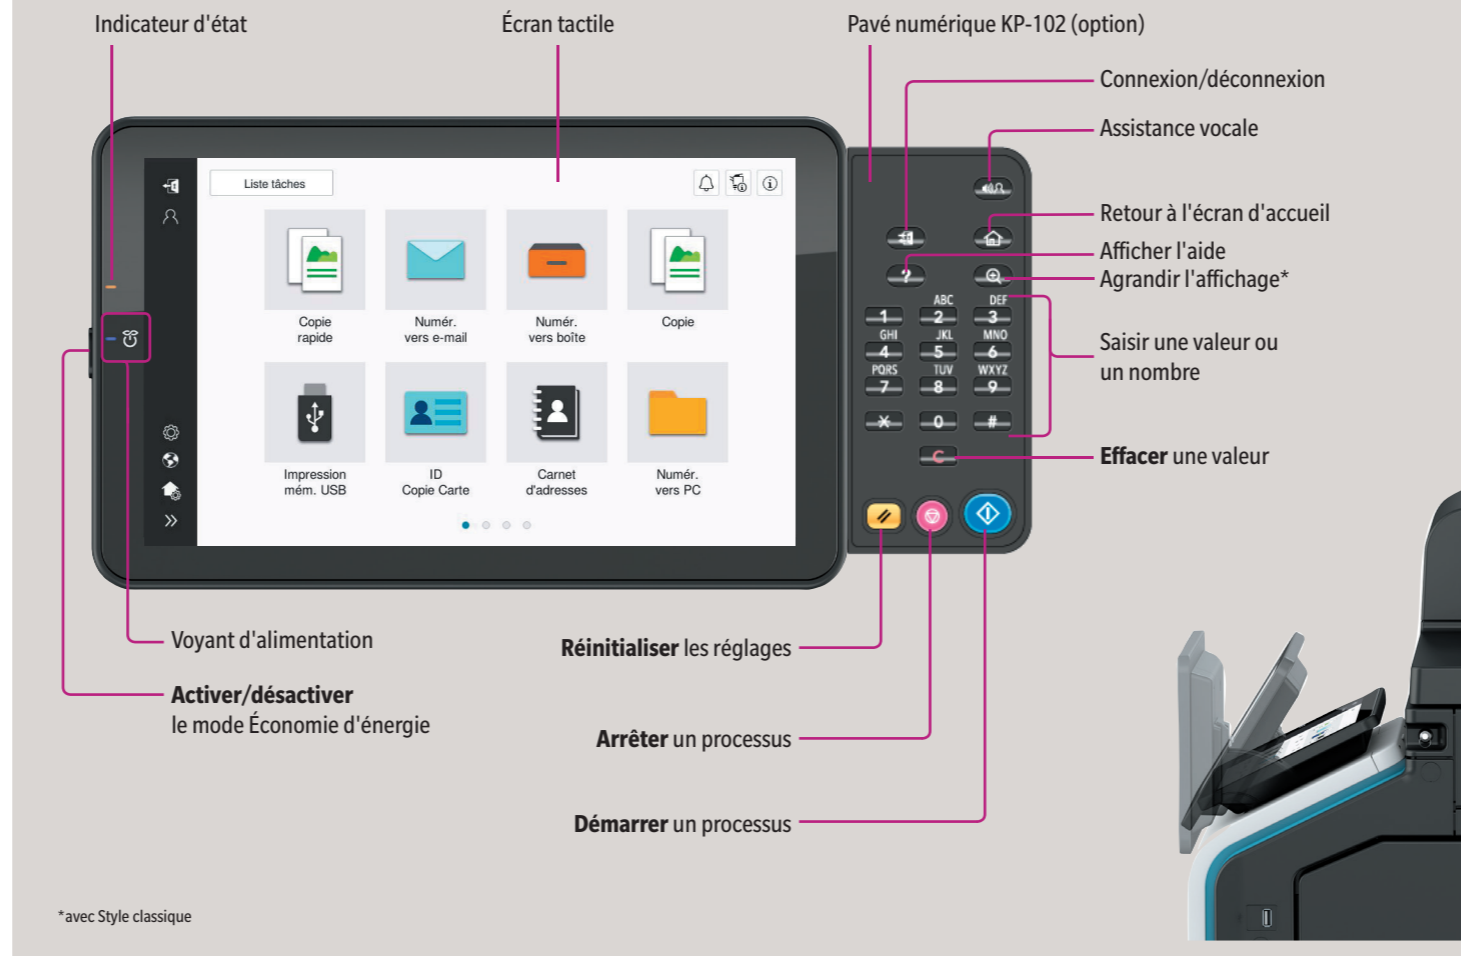 Indicateur d'état
Écran tactile
Pavé numérique KP-102 (option)
Connexion/déconnexion
Assistance vocale
Retour à l'écran d'accueil
Afficher l'aide
Agrandir l'affichage*
Saisir une valeur ou
un nombre
Effacer une valeur
Liste tâches
Copie
rapide
Numér.
vers e-mail
Numér.
vers boîte
Copie
Impression
mém. USB
ID
Copie Carte
Carnet
d'adresses
Numér.
vers PC
?
ABC DEF
1 2 3
GHI JKL MNO
4 5 6
PQRS TUV WXYZ
7 8 9
* 0 #
C
Voyant d'alimentation
Activer/désactiver
le mode Économie d'énergie
Réinitialiser les réglages
Arrêter un processus
Démarrer un processus
*avec Style classique